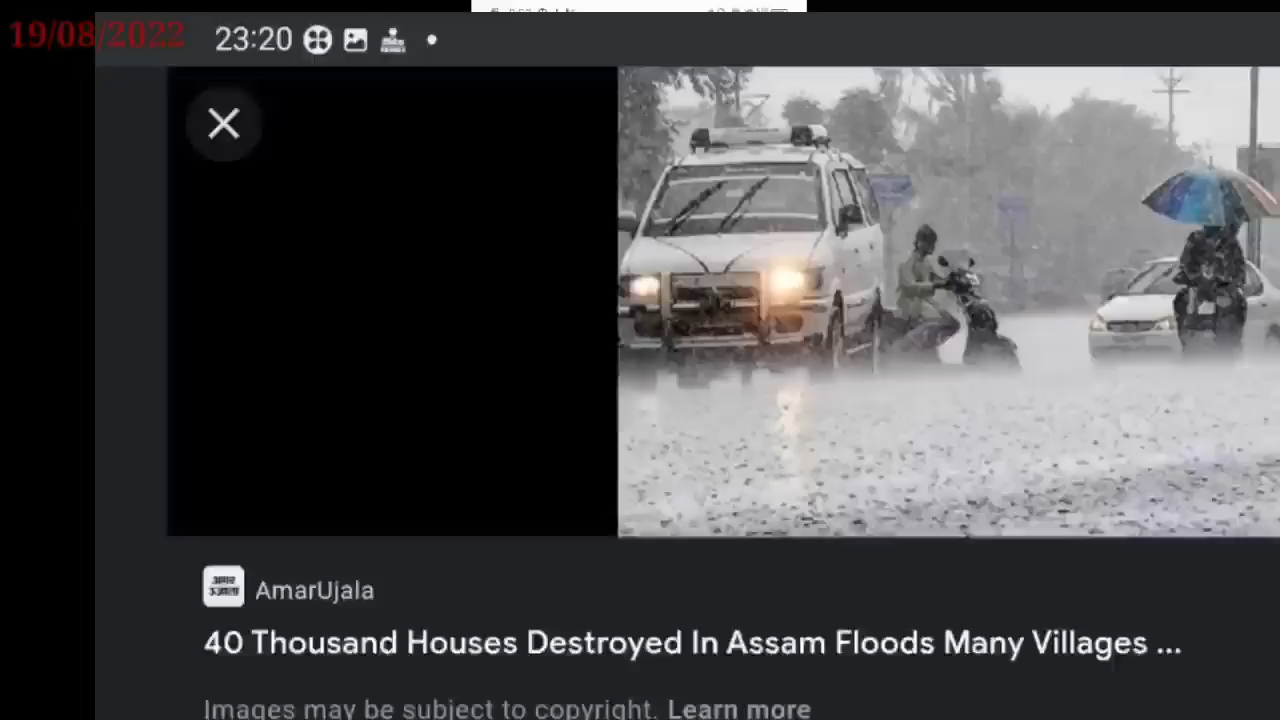 19/08/2022
23:20
AmarUjala
40 Thousand Houses Destroyed In Assam Floods Many Villages ...
Images may be subject to copyright. Learn more